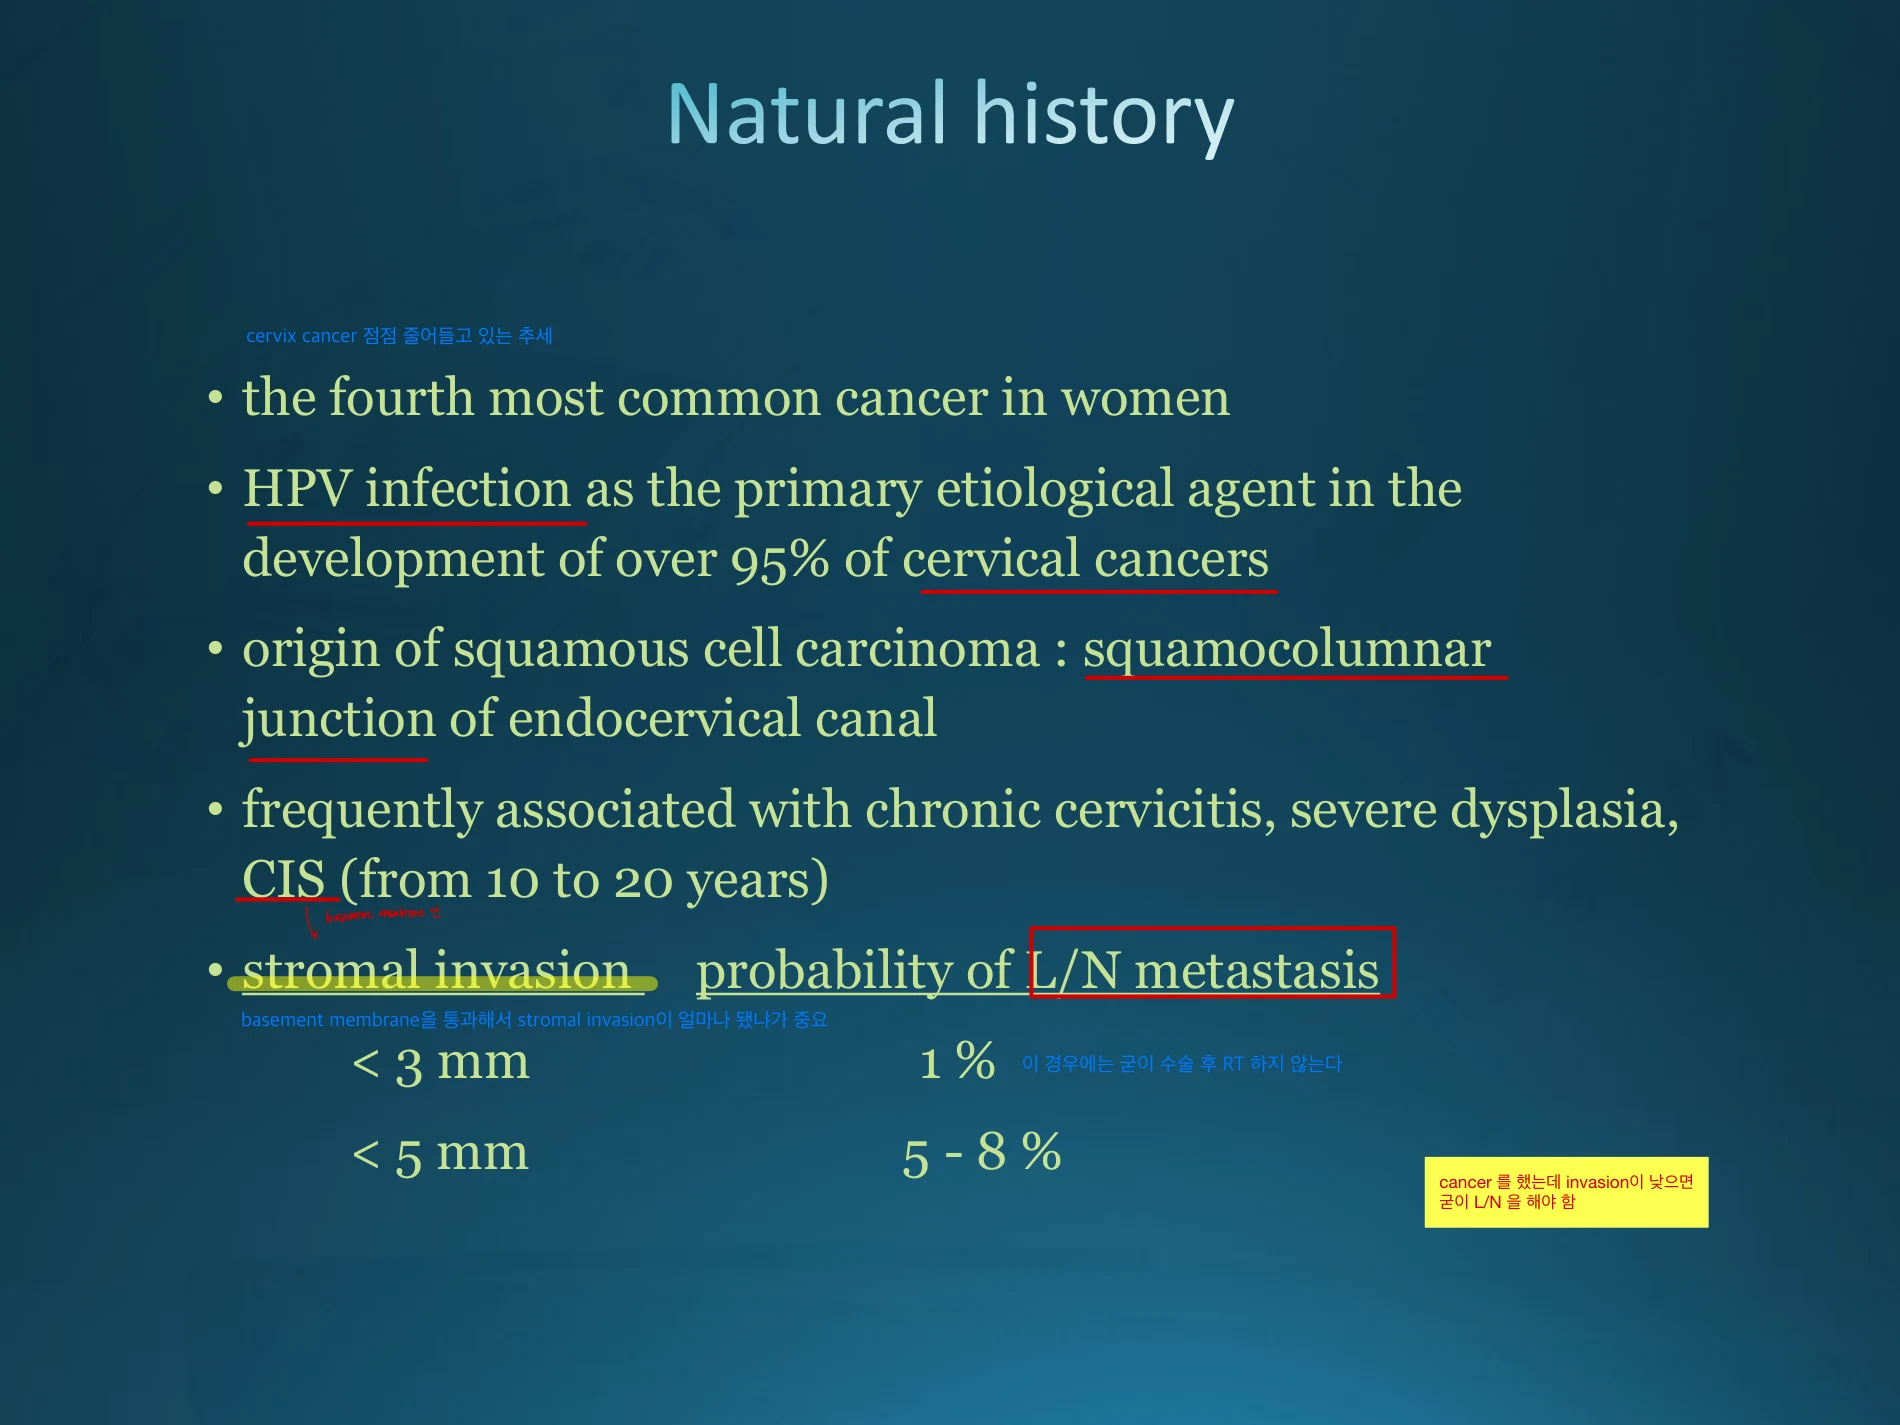 Natural history
cervix cancer 점점 줄어들고 있는 추세
• the fourth most common cancer in women
• HPV infection as the primary etiological agent in the
development of over 95% of cervical cancers
• origin of squamous cell carcinoma : squamocolumnar
junction of endocervical canal
• frequently associated with chronic cervicitis, severe dysplasia,
CIS (from 10 to 20 years)
• stromal invasion probability of L/N metastasis
basement membrane을 통과해서 stromal invasion이 얼마나 됐냐가 중요
< 3 mm 1 % 이 경우에는 굳이 수술 후 RT 하지 않는다
< 5 mm 5 - 8 %
cancer 를 했는데 invasion이 낮으면
굳이 L/N 을 해야 함